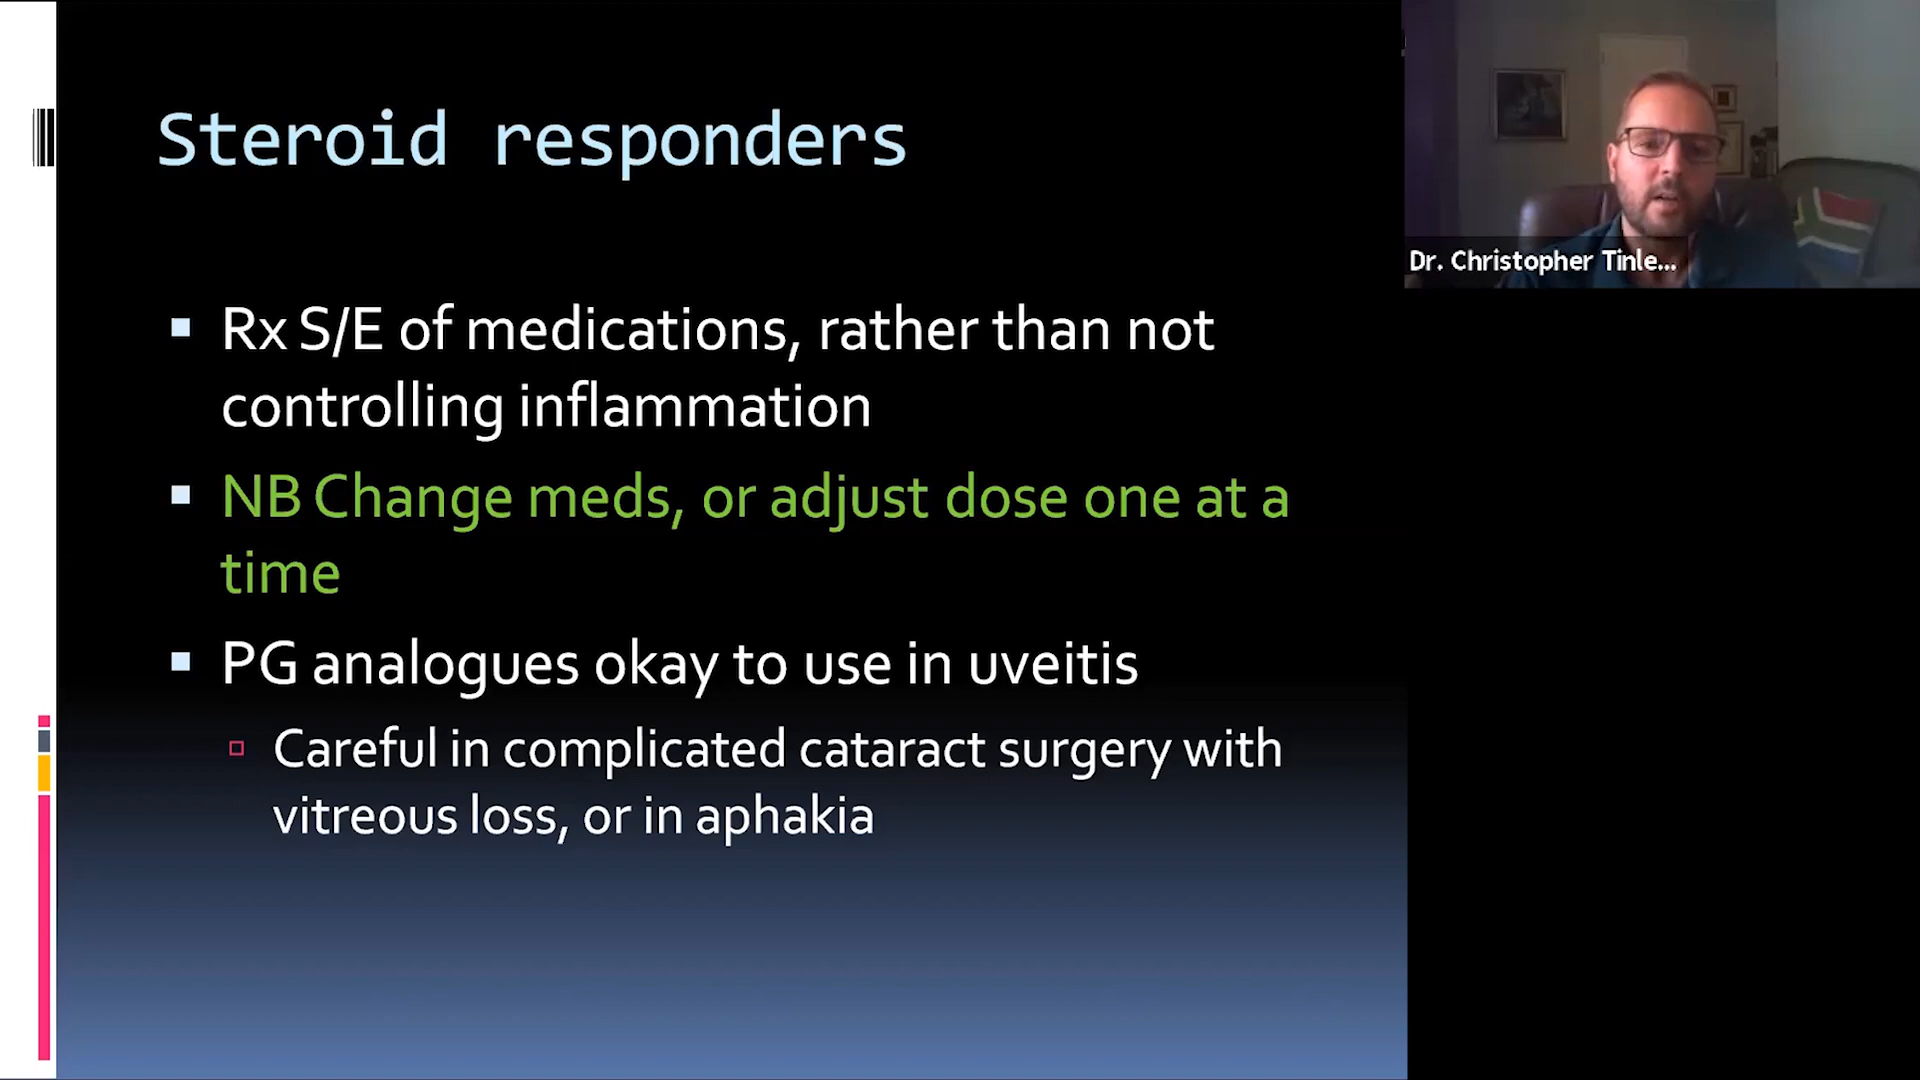 Steroid responders
Rx S/E of medications, rather than not
controlling inflammation
NB Change meds, or adjust dose one at a
time
PG analogues okay to use in uveitis
Careful in complicated cataract surgery with
vitreous loss, or in aphakia
Dr. Christopher Tinle...